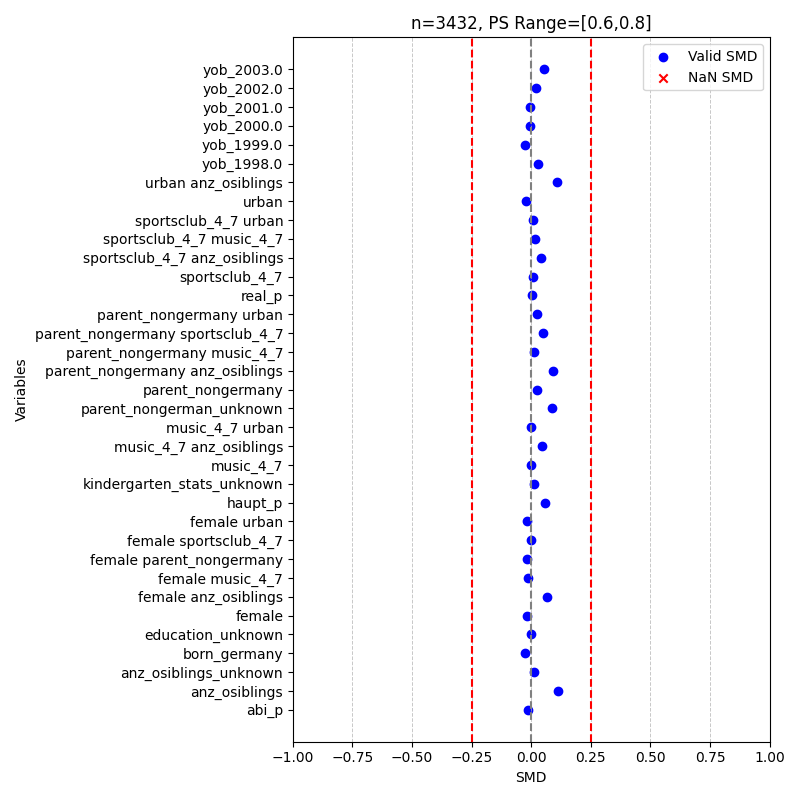 n=3432, PS Range=[0.6,0.8]
Valid SMD
NaN SMD
Variables
yob_2003.0
yob_2002.0
yob_2001.0
yob_2000.0
yob_1999.0
yob_1998.0
urban anz_osiblings
urban
sportsclub_4_7 urban
sportsclub_4_7 music_4_7
sportsclub_4_7 anz_osiblings
sportsclub_4_7
real_p
parent_nongermany urban
parent_nongermany sportsclub_4_7
parent_nongermany music_4_7
parent_nongermany anz_osiblings
parent_nongermany
parent_nongerman_unknown
music_4_7 urban
music_4_7 anz_osiblings
music_4_7
kindergarten_stats_unknown
haupt_p
female urban
female sportsclub_4_7
female parent_nongermany
female music_4_7
female anz_osiblings
female
education_unknown
born_germany
anz_osiblings_unknown
anz_osiblings
abi_p
−1.00 −0.75 −0.50 −0.25 0.00 0.25 0.50 0.75 1.00
SMD